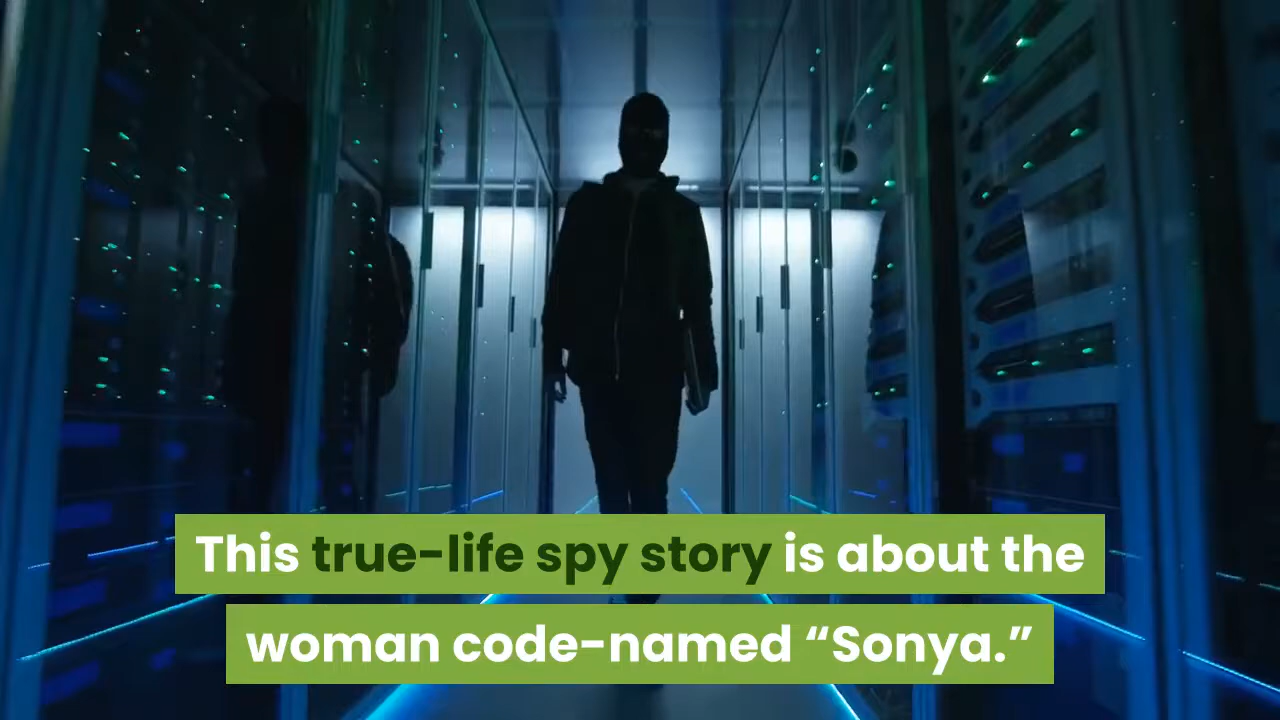 This true-life spy story is about the
woman code-named “Sonya.”